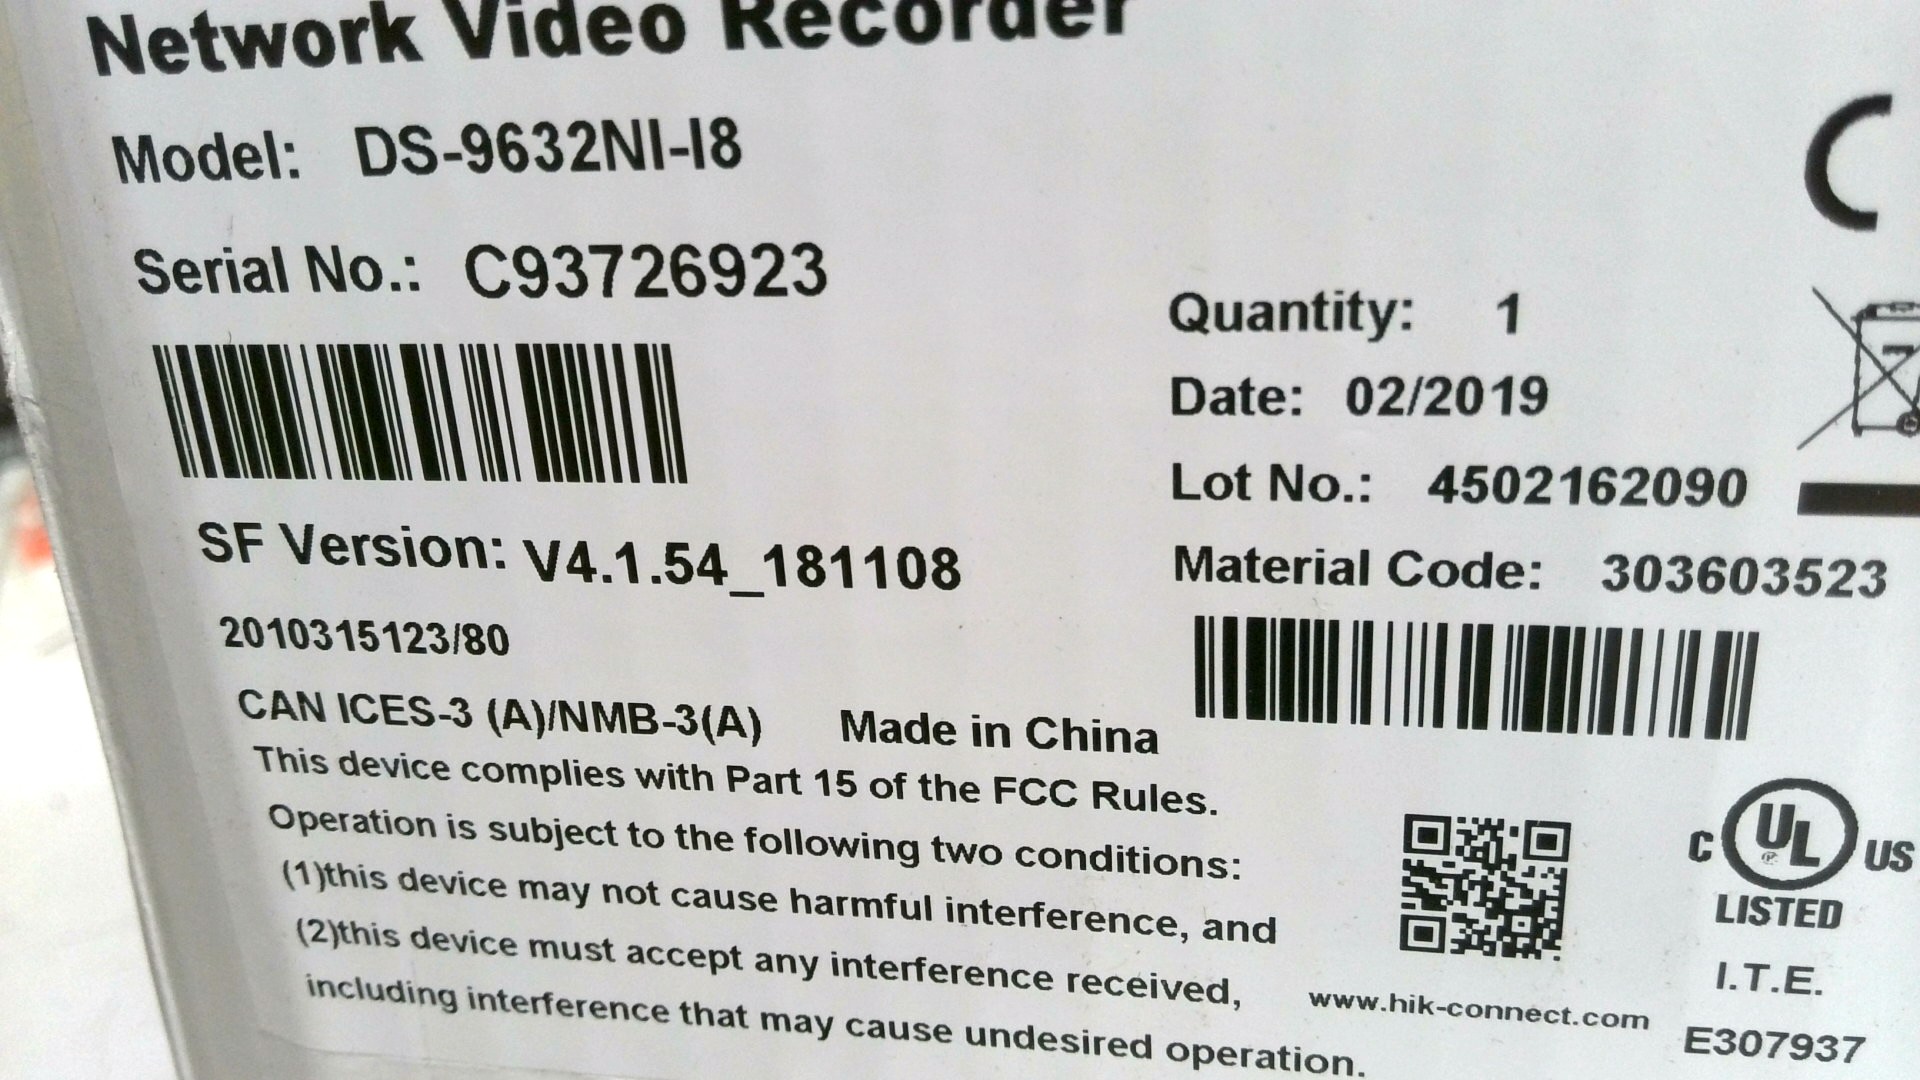 Network Video Recorder
Model: DS-9632NI-I8
Serial No.: C93726923
SF Version: V4.1.54_181108
2010315123/80
CAN ICES-3 (A)/NMB-3(A) Made in China
This device complies with Part 15 of the FCC Rules.
Operation is subject to the following two conditions:
(1)this device may not cause harmful interference, and
(2)this device must accept any interference received,
including interference that may cause undesired operation.
Quantity: 1
Date: 02/2019
Lot No.: 4502162090
Material Code: 303603523
www.hik-connect.com
C UL US
LISTED
I.T.E.
E307937